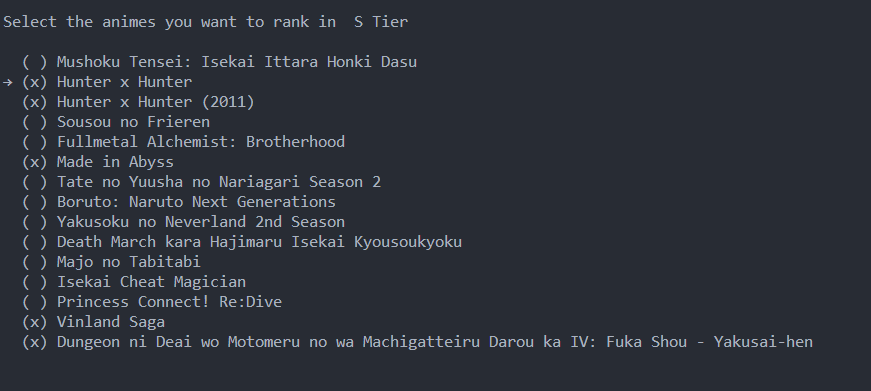 Select the animes you want to rank in  S Tier
( ) Mushoku Tensei: Isekai Ittara Honki Dasu
→ (x) Hunter x Hunter
(x) Hunter x Hunter (2011)
( ) Sousou no Frieren
( ) Fullmetal Alchemist: Brotherhood
(x) Made in Abyss
( ) Tate no Yuusha no Nariagari Season 2
( ) Boruto: Naruto Next Generations
( ) Yakusoku no Neverland 2nd Season
( ) Death March kara Hajimaru Isekai Kyousoukyoku
( ) Majo no Tabitabi
( ) Isekai Cheat Magician
( ) Princess Connect! Re:Dive
(x) Vinland Saga
(x) Dungeon ni Deai wo Motomeru no wa Machigatteiru Darou ka IV: Fuka Shou - Yakusai-hen